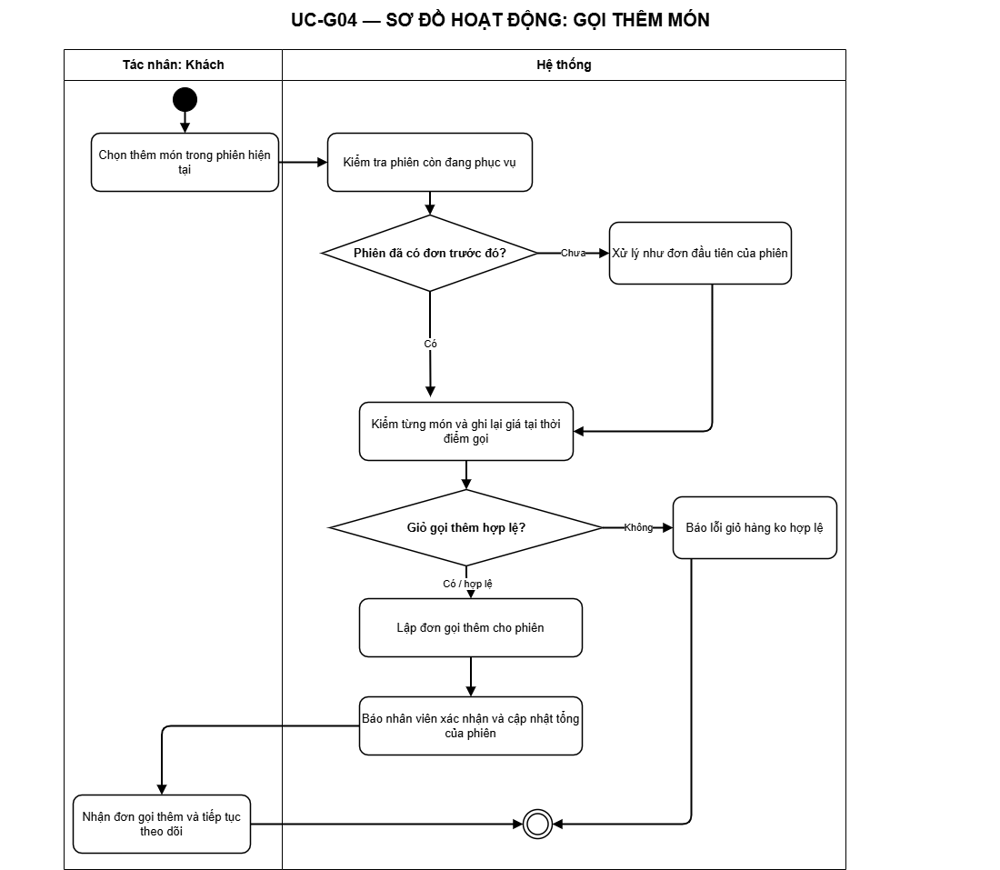 UC-G04 — SƠ ĐỒ HOẠT ĐỘNG: GỌI THÊM MÓN
Tác nhân: Khách
Hệ thống
Chọn thêm món trong phiên hiện
tại
Kiểm tra phiên còn đang phục vụ
Phiên đã có đơn trước đó?
Chưa
Xử lý như đơn đầu tiên của phiên
Có
Kiểm từng món và ghi lại giá tại thời
điểm gọi
Giỏ gọi thêm hợp lệ?
Không
Báo lỗi giỏ hàng ko hợp lệ
Có / hợp lệ
Lập đơn gọi thêm cho phiên
Báo nhân viên xác nhận và cập nhật tổng
của phiên
Nhận đơn gọi thêm và tiếp tục
theo dõi